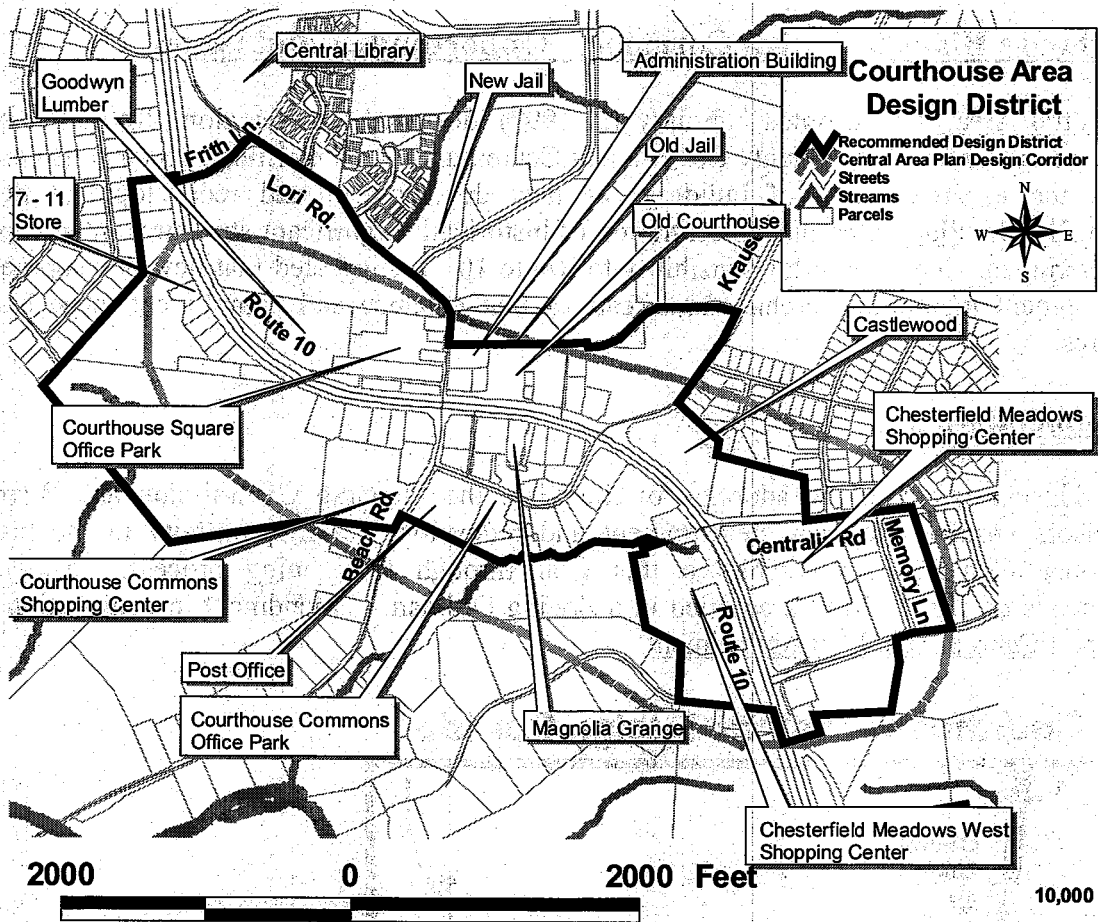 Courthouse Area
Design District
Recommended Design District
Central Area Plan Design Corridor
Streets
Streams
Parcels
N
W
E
S
Central Library
Administration Building
Goodwyn
Lumber
New Jail
Frith Ln.
Old Jail
Lori Rd.
7 - 11
Store
Old Courthouse
Route 10
Castlewood
Courthouse Square
Office Park
Chesterfield Meadows
Shopping Center
Beach Rd.
Centralia Rd
Memory Ln
Courthouse Commons
Shopping Center
Route 10
Post Office
Courthouse Commons
Office Park
Magnolia Grange
Chesterfield Meadows West
Shopping Center
2000 0 2000 Feet
10,000